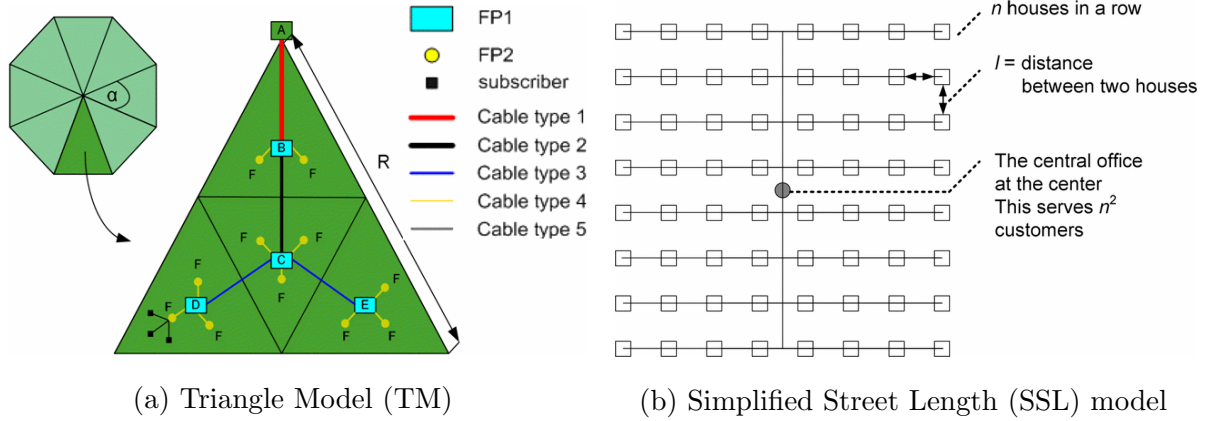 α
A
B
F
F
R
F
F
C
F
F
D
E
F
F
F
F
F
FP1
FP2
subscriber
Cable type 1
Cable type 2
Cable type 3
Cable type 4
Cable type 5
n houses in a row
l = distance
between two houses
The central office
at the center
This serves n²
customers
(a) Triangle Model (TM)
(b) Simplified Street Length (SSL) model